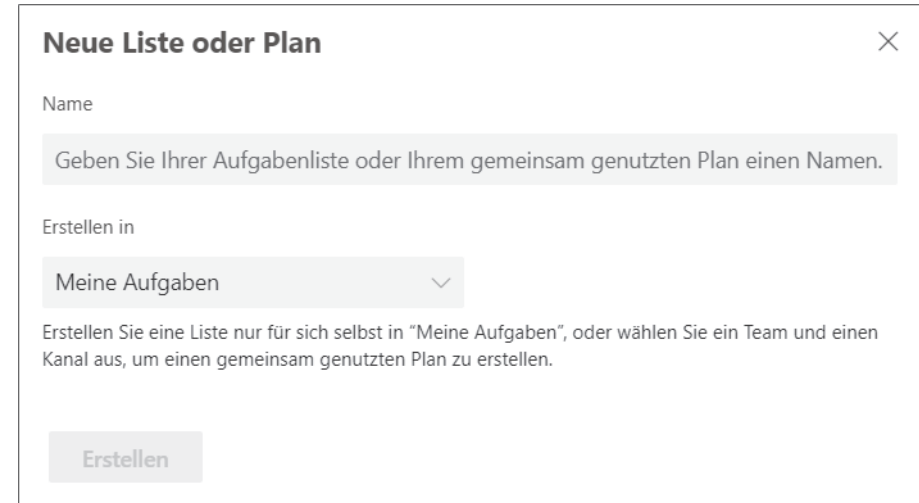 Neue Liste oder Plan
Name
Geben Sie Ihrer Aufgabenliste oder Ihrem gemeinsam genutzten Plan einen Namen.
Erstellen in
Meine Aufgaben
Erstellen Sie eine Liste nur für sich selbst in “Meine Aufgaben”, oder wählen Sie ein Team und einen
Kanal aus, um einen gemeinsam genutzten Plan zu erstellen.
Erstellen